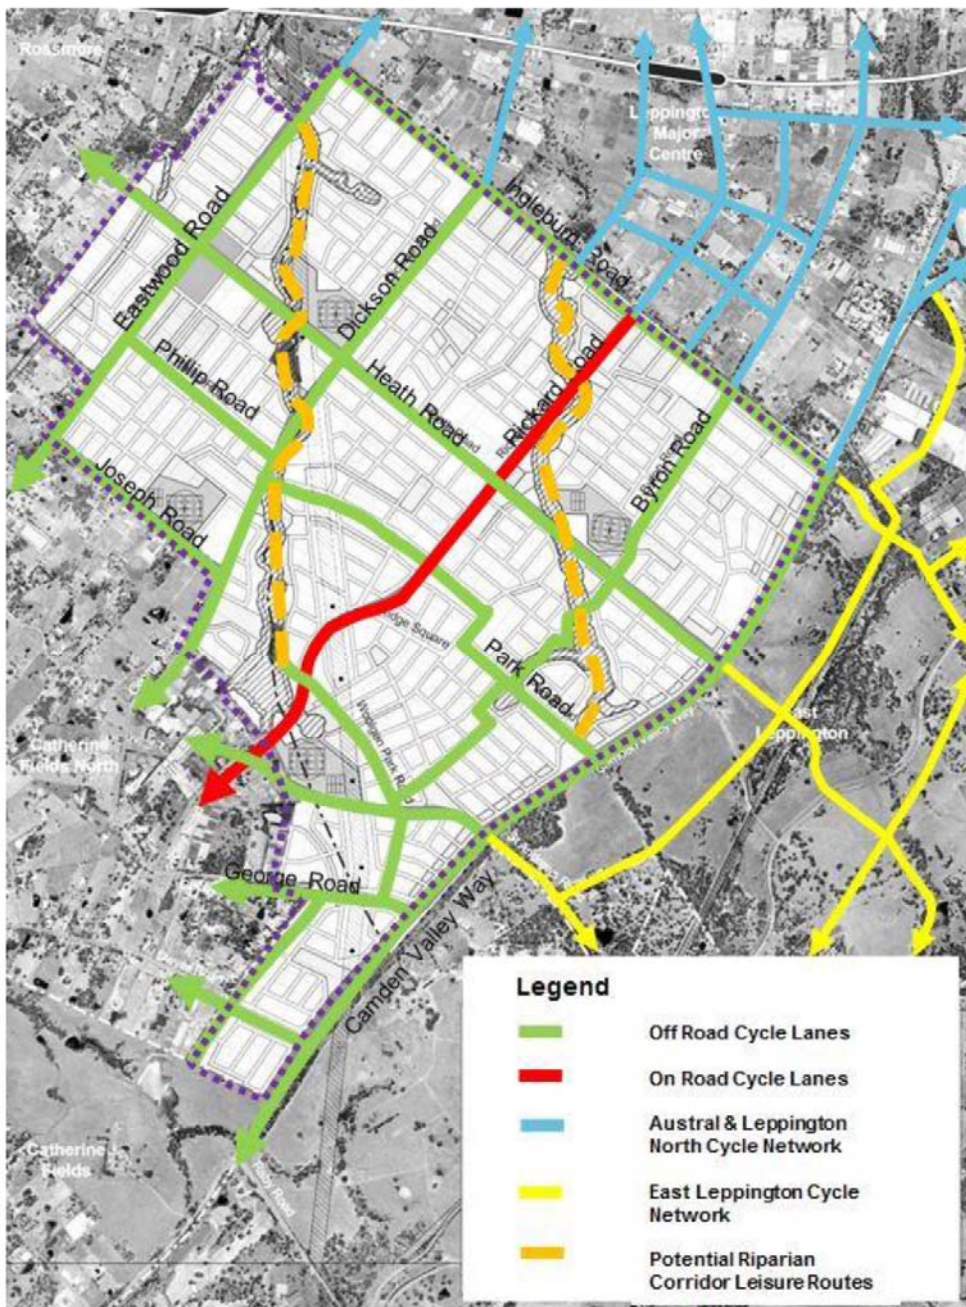 Rossmore
Leppington
Major
Centre
Ingleburn Road
Eastwood Road
Dickson Road
Phillip Road
Heath Road
Rickard Road
Byron Road
Joseph Road
Park Road
East
Leppington
Catherine
Fields North
George Road
Camden Valley Way
Catherine
Fields
Legend
Off Road Cycle Lanes
On Road Cycle Lanes
Austral & Leppington
North Cycle Network
East Leppington Cycle
Network
Potential Riparian
Corridor Leisure Routes